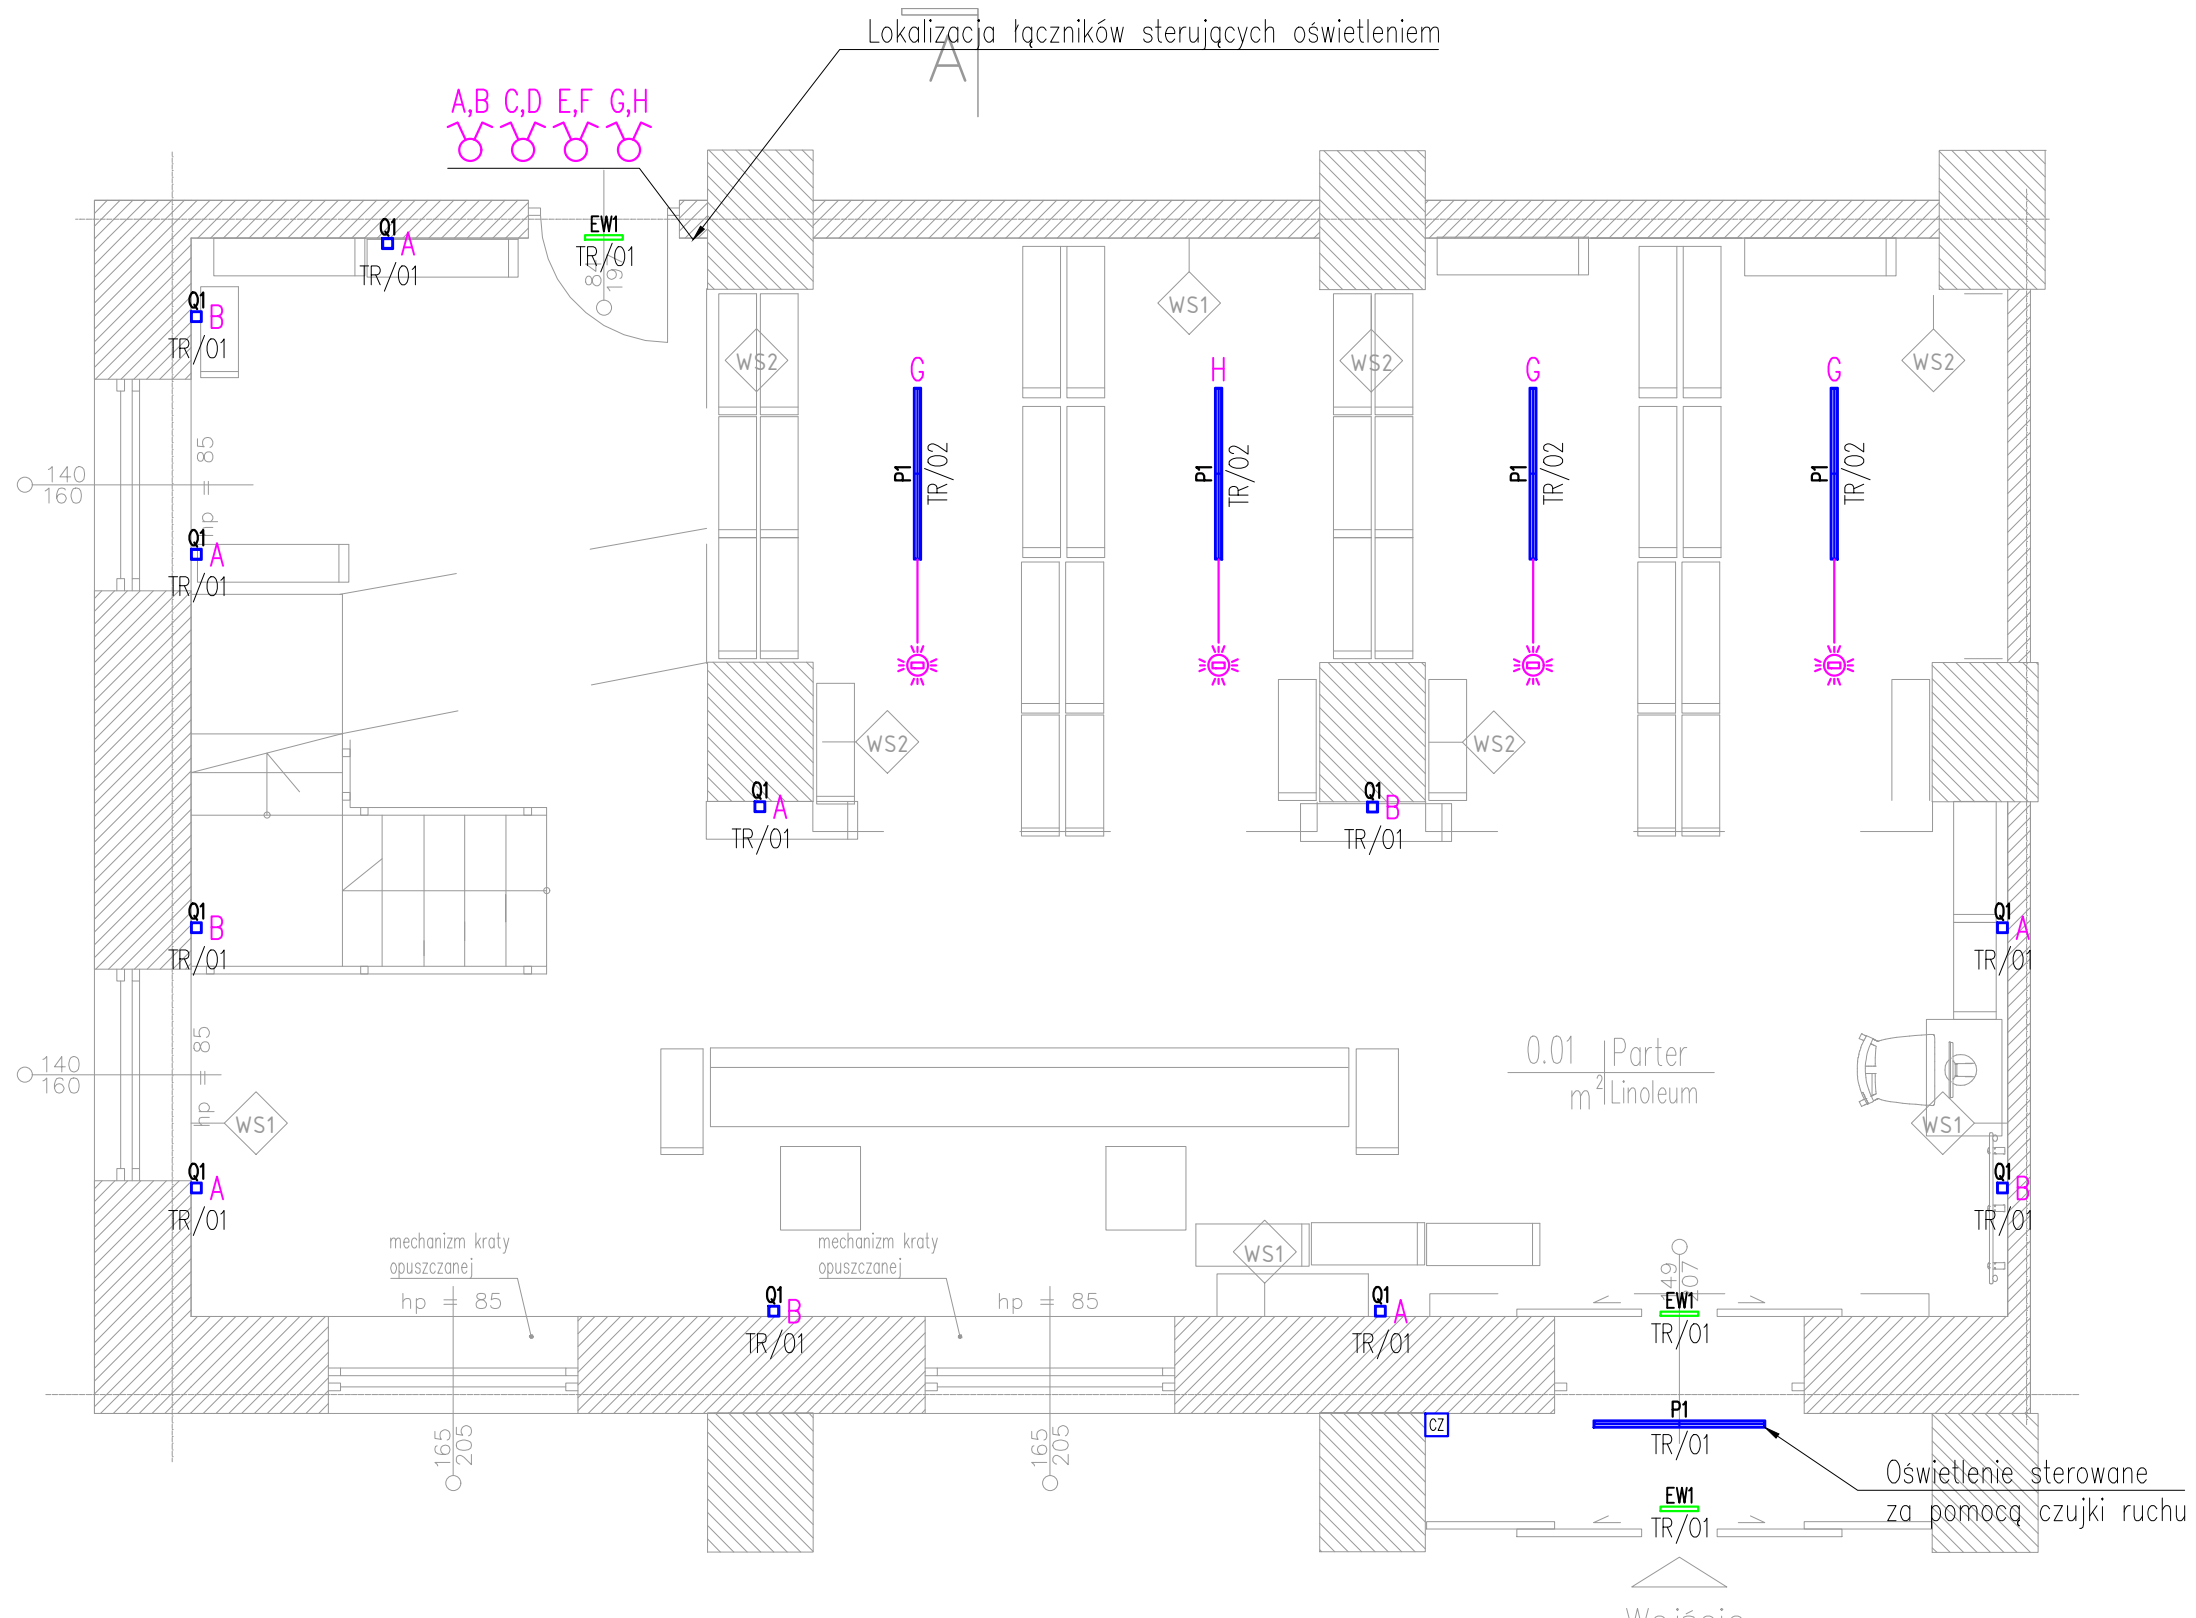 Lokalizacja łączników sterujących oświetleniem
A
A,B C,D E,F G,H
Q1
A
TR/01
EW1
TR/01
84
Q1
B
TR/01
WS1
WS2
WS2
WS2
G
H
G
G
P1
TR/02
P1
TR/02
P1
TR/02
P1
TR/02
140
160
hp = 85
Q1
A
TR/01
WS2
WS2
Q1
A
TR/01
Q1
B
TR/01
Q1
B
TR/01
Q1
A
TR/01
0.01 Parter
m² Linoleum
140
160
hp = 85
WS1
WS1
Q1
A
TR/01
Q1
B
TR/01
mechanizm kraty
opuszczanej
mechanizm kraty
opuszczanej
WS1
hp = 85
hp = 85
149
207
Q1
B
TR/01
Q1
A
TR/01
EW1
TR/01
P1
TR/01
CZ
165
205
165
205
EW1
TR/01
Oświetlenie sterowane
za pomocą czujki ruchu